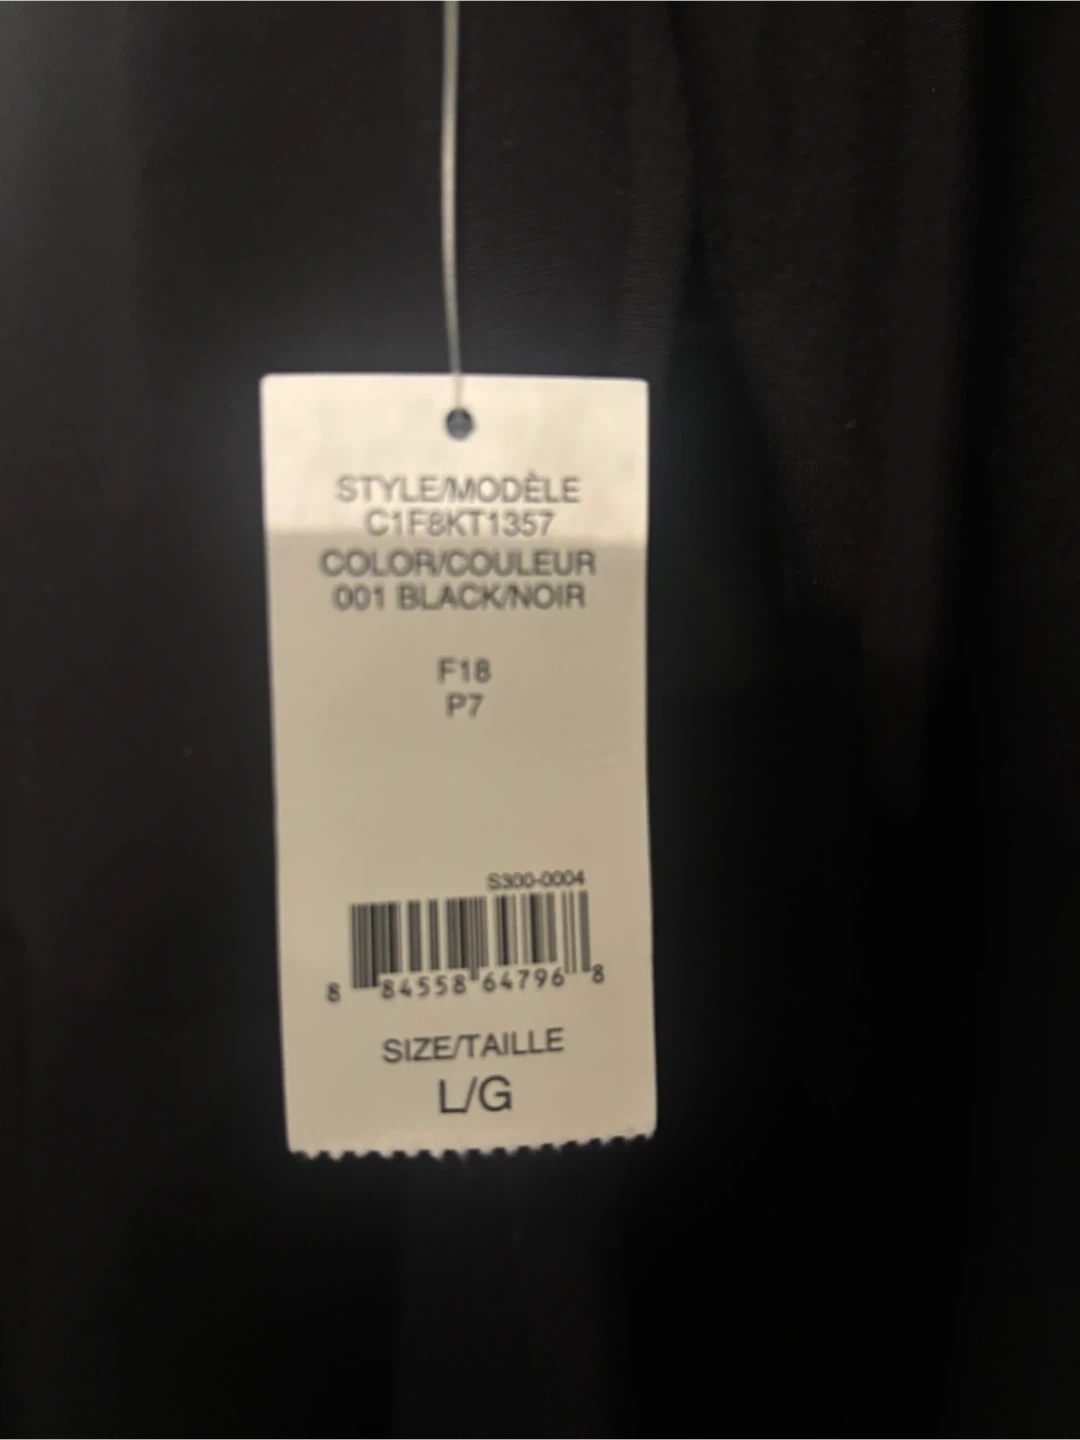 STYLE/MODÈLE
C1F8KT1357
COLOR/COULEUR
001 BLACK/NOIR
F18
P7
S300-0004
8 84558 64796 8
SIZE/TAILLE
L/G